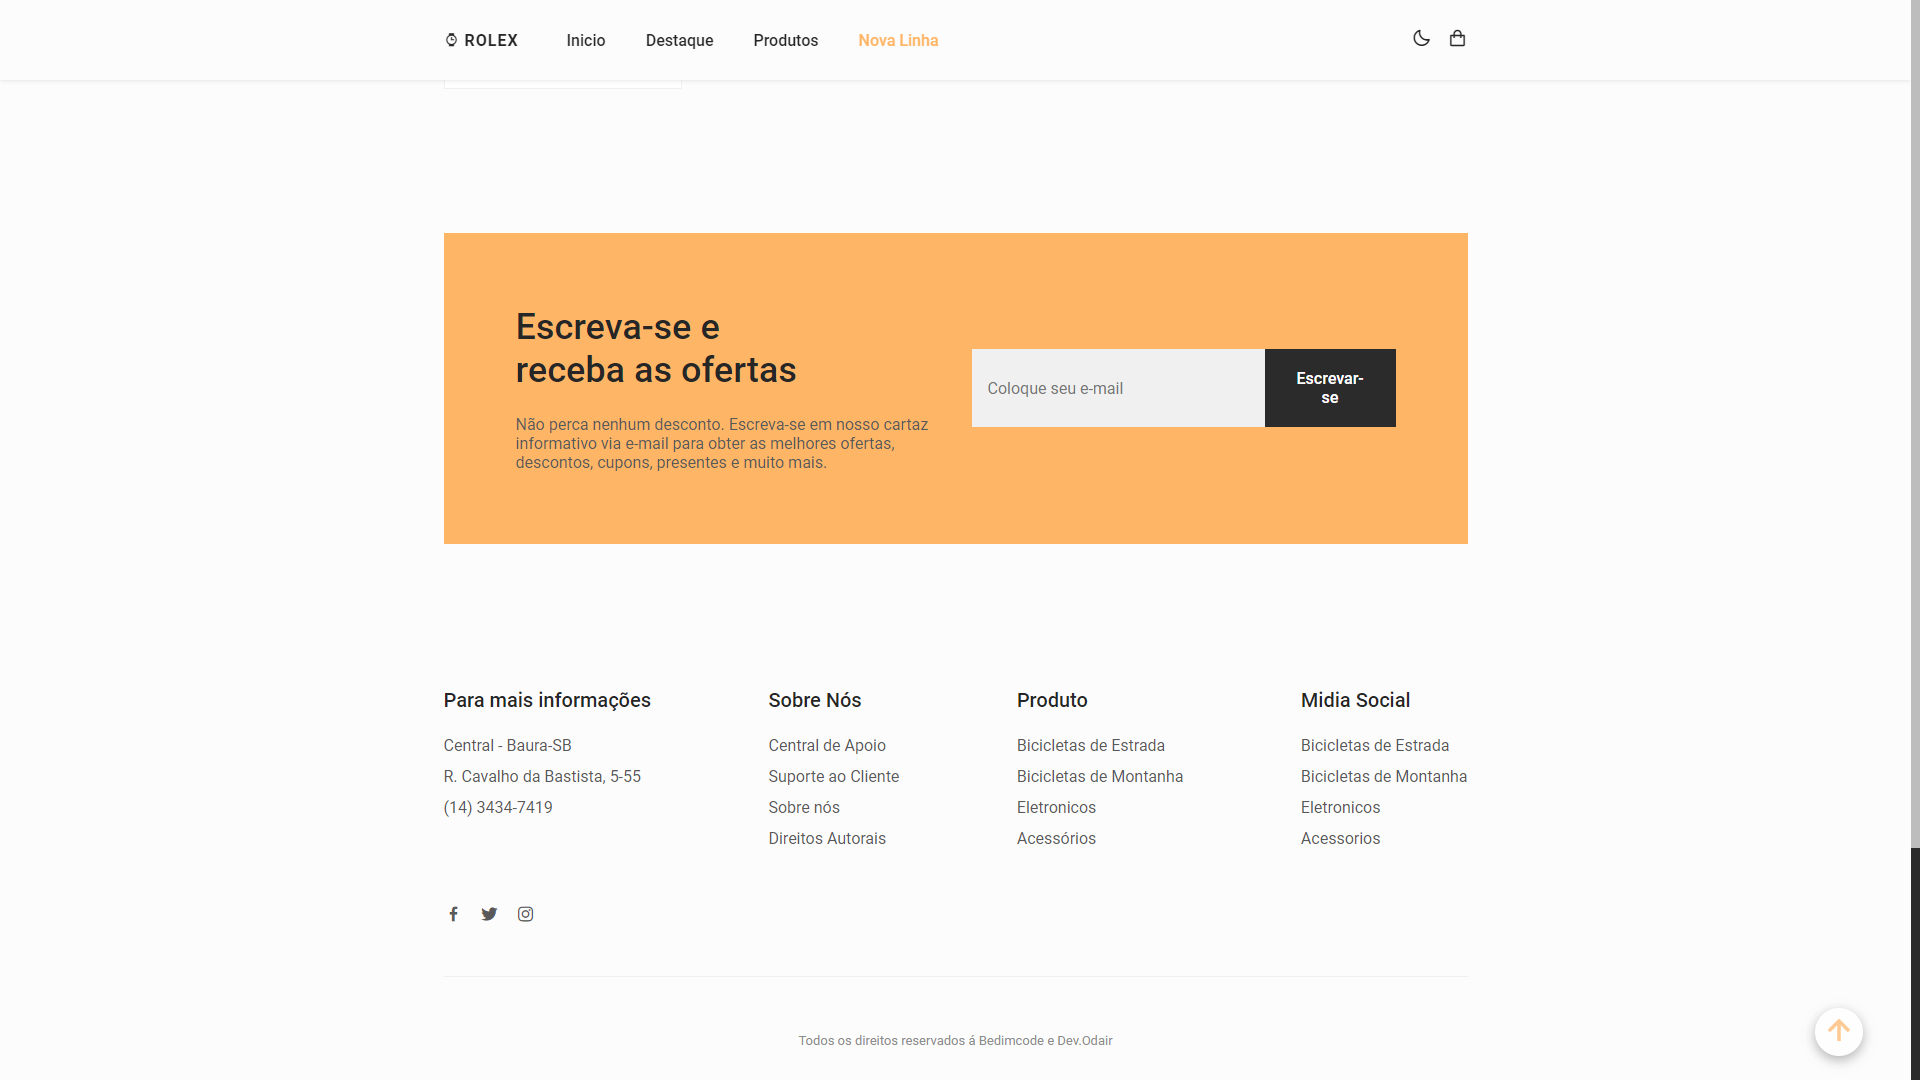 ROLEX
Inicio
Destaque
Produtos
Nova Linha
Escreva-se e
receba as ofertas
Não perca nenhum desconto. Escreva-se em nosso cartaz
informativo via e-mail para obter as melhores ofertas,
descontos, cupons, presentes e muito mais.
Coloque seu e-mail
Escrevar-
se
Para mais informações
Central - Baura-SB
R. Cavalho da Bastista, 5-55
(14) 3434-7419
Sobre Nós
Central de Apoio
Suporte ao Cliente
Sobre nós
Direitos Autorais
Produto
Bicicletas de Estrada
Bicicletas de Montanha
Eletronicos
Acessórios
Midia Social
Bicicletas de Estrada
Bicicletas de Montanha
Eletronicos
Acessorios
Todos os direitos reservados á Bedimcode e Dev.Odair